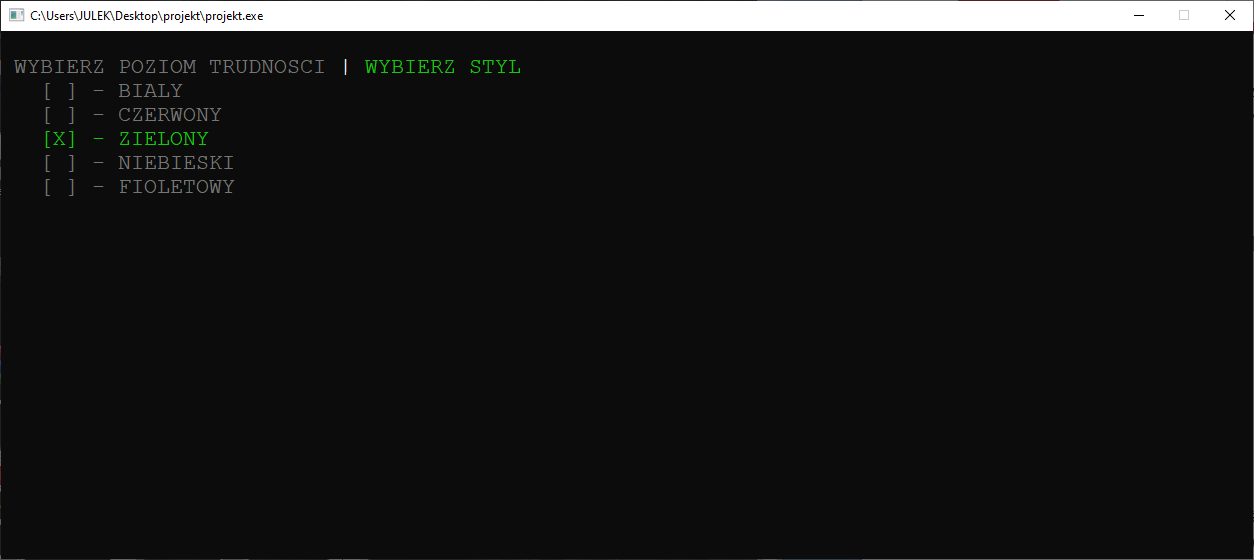 C:\Users\JULEK\Desktop\projekt\projekt.exe
WYBIERZ POZIOM TRUDNOSCI | WYBIERZ STYL
[ ] - BIALY
[ ] - CZERWONY
[X] - ZIELONY
[ ] - NIEBIESKI
[ ] - FIOLETOWY